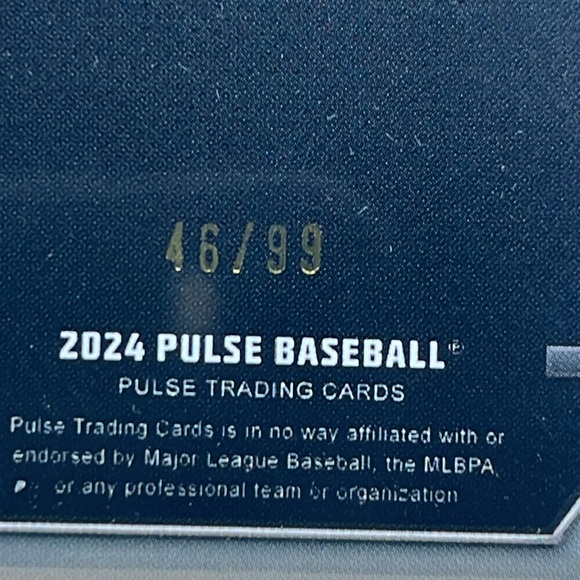 46/99
2024 PULSE BASEBALL®
PULSE TRADING CARDS
Pulse Trading Cards is in no way affiliated with or
endorsed by Major League Baseball, the MLBPA,
or any professional team or organization